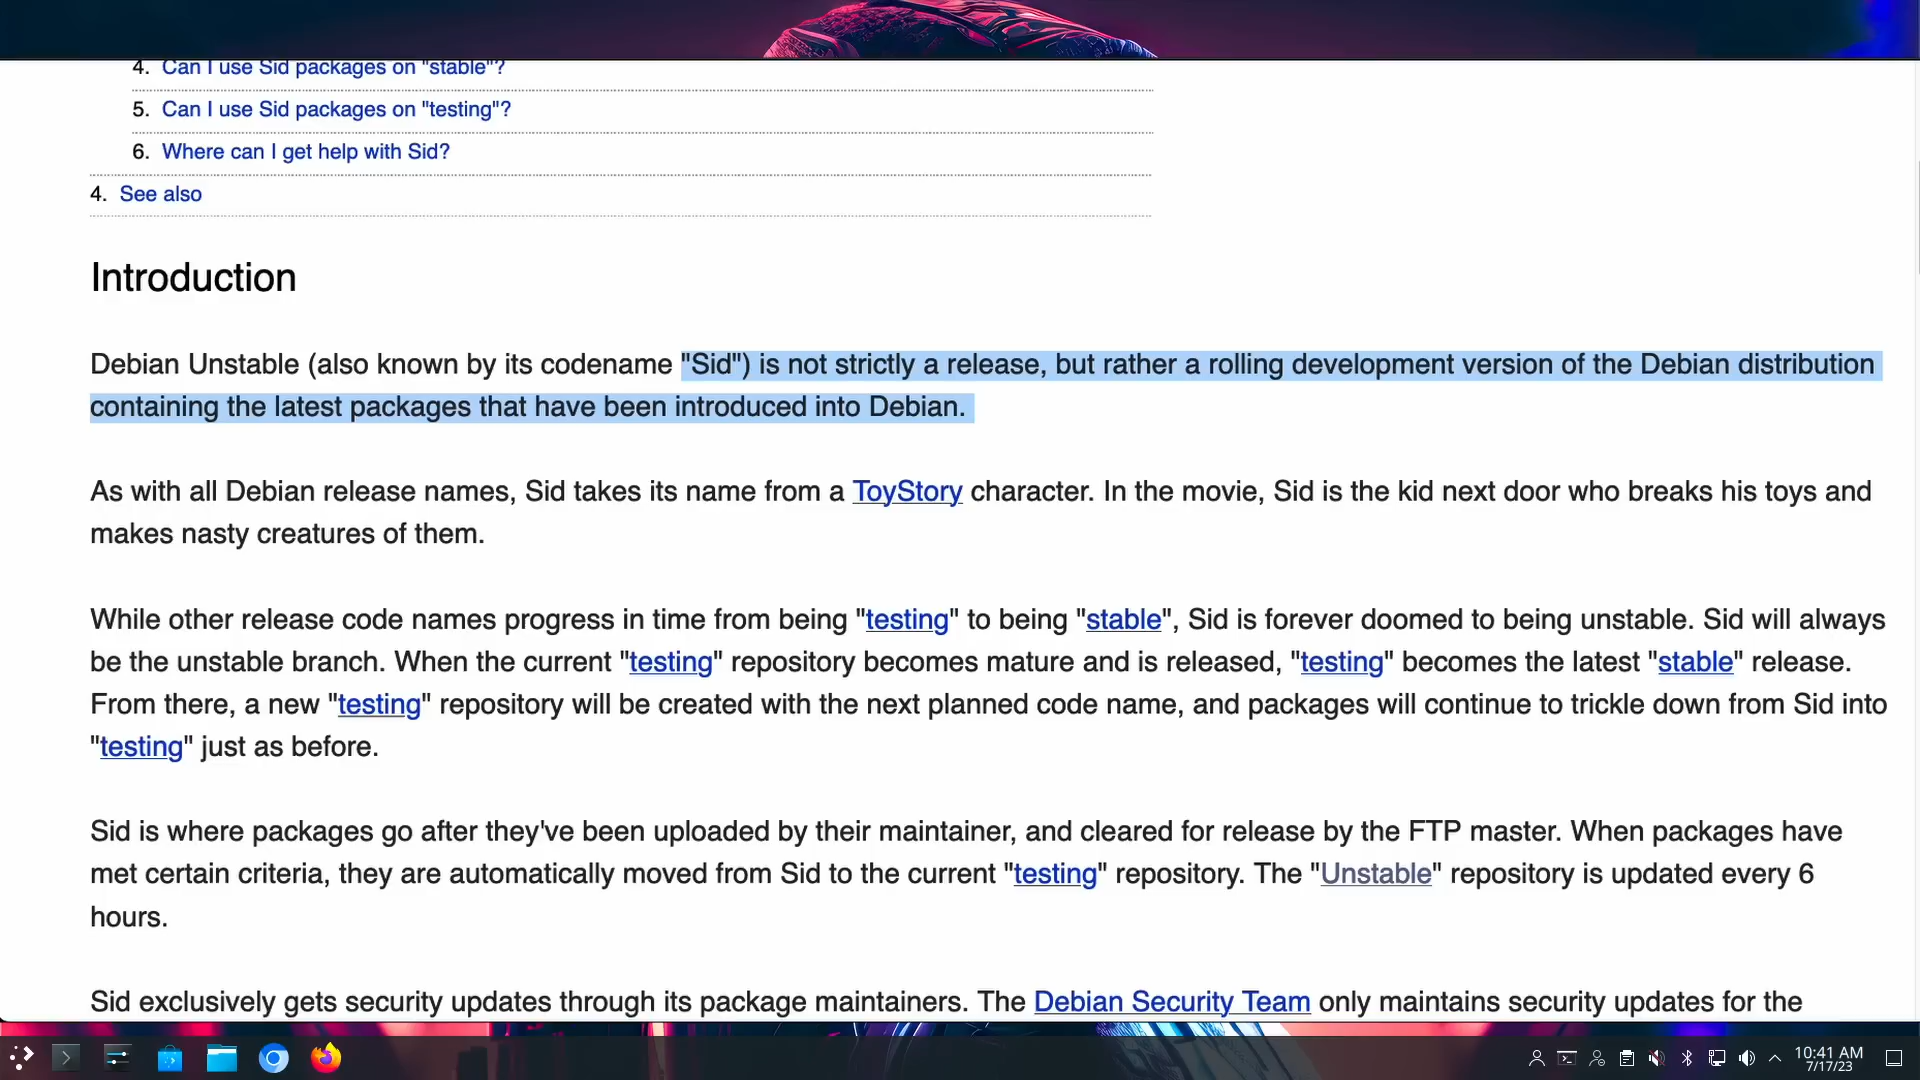 4. Can I use Sid packages on "stable"?
5. Can I use Sid packages on "testing"?
6. Where can I get help with Sid?
4. See also
Introduction
Debian Unstable (also known by its codename "Sid") is not strictly a release, but rather a rolling development version of the Debian distribution
containing the latest packages that have been introduced into Debian.
As with all Debian release names, Sid takes its name from a ToyStory character. In the movie, Sid is the kid next door who breaks his toys and
makes nasty creatures of them.
While other release code names progress in time from being "testing" to being "stable", Sid is forever doomed to being unstable. Sid will always
be the unstable branch. When the current "testing" repository becomes mature and is released, "testing" becomes the latest "stable" release.
From there, a new "testing" repository will be created with the next planned code name, and packages will continue to trickle down from Sid into
"testing" just as before.
Sid is where packages go after they've been uploaded by their maintainer, and cleared for release by the FTP master. When packages have
met certain criteria, they are automatically moved from Sid to the current "testing" repository. The "Unstable" repository is updated every 6
hours.
Sid exclusively gets security updates through its package maintainers. The Debian Security Team only maintains security updates for the
10:41 AM
7/17/23